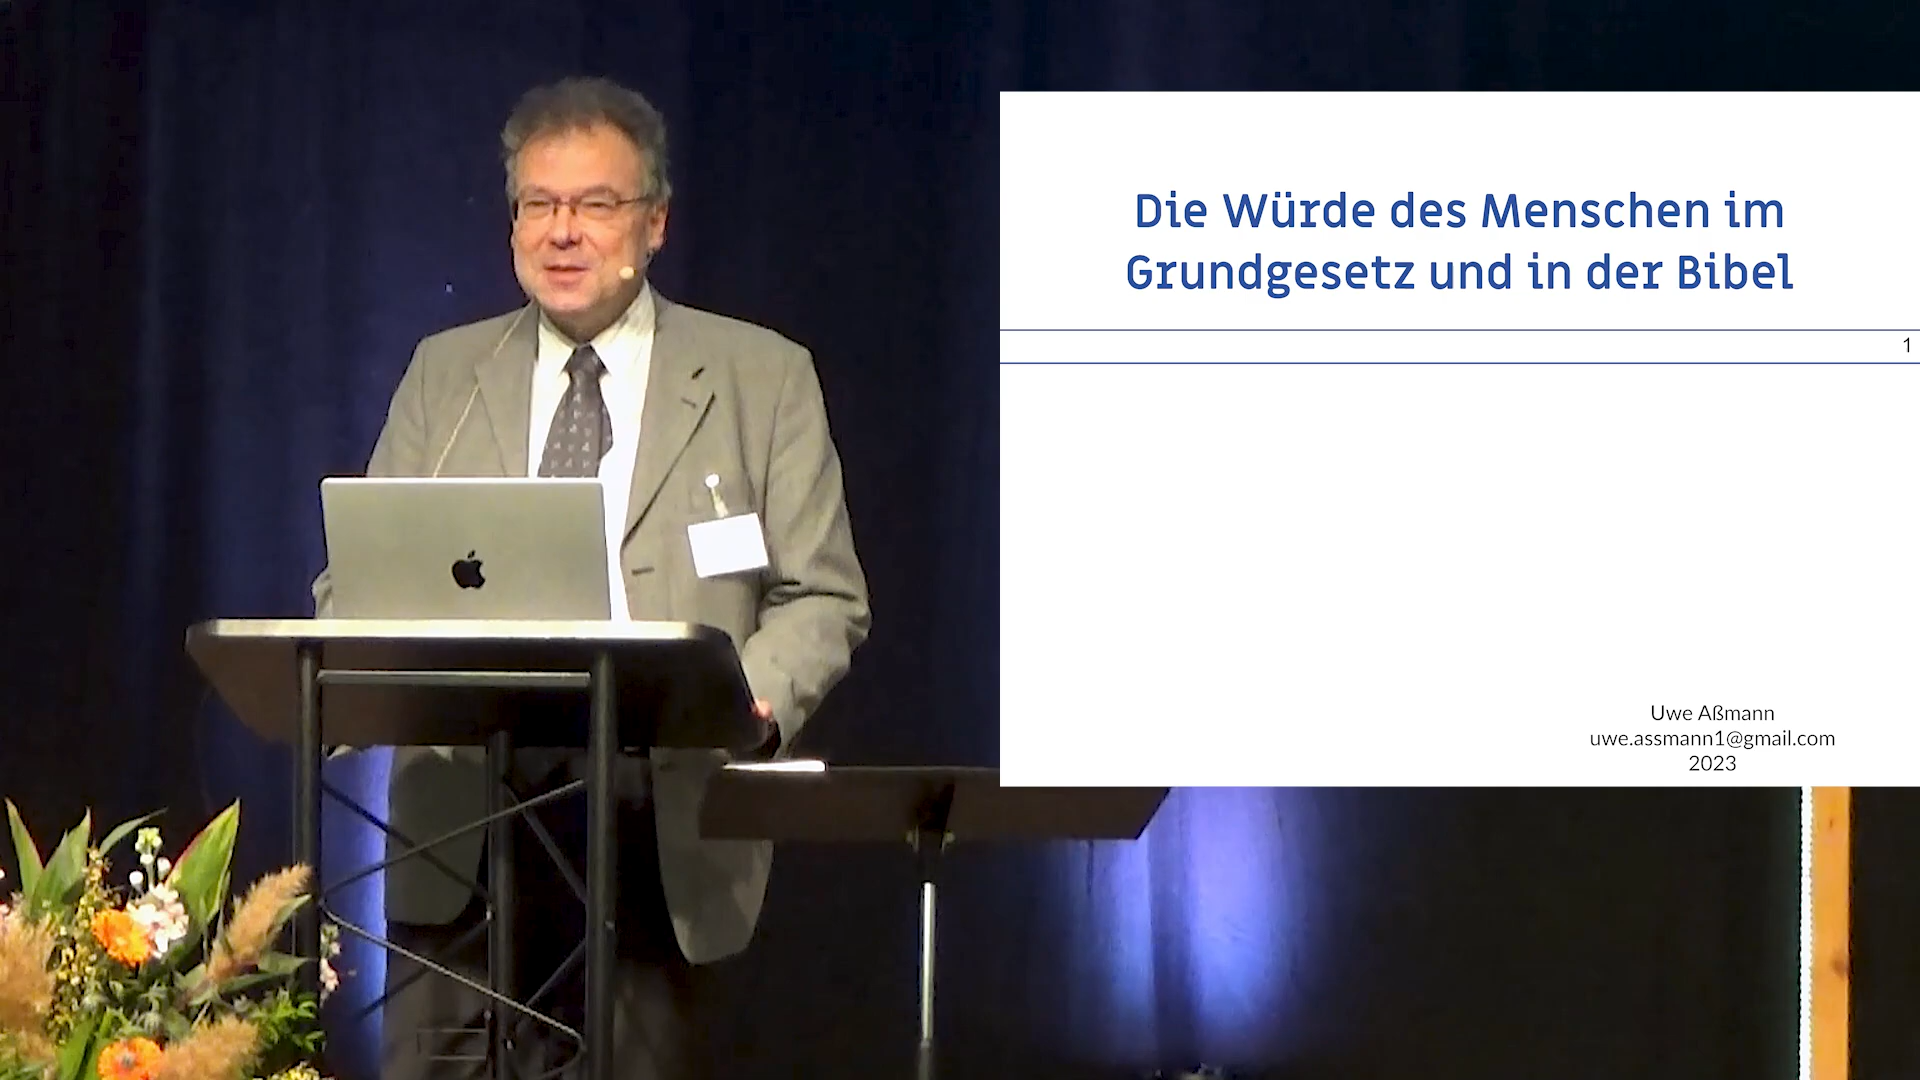 Die Würde des Menschen im
Grundgesetz und in der Bibel
1
Uwe Aßmann
uwe.assmann1@gmail.com
2023